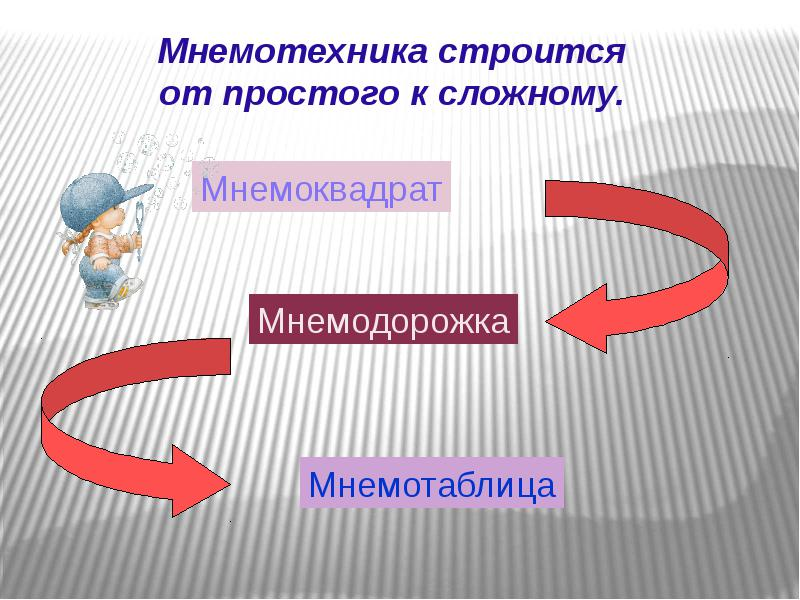 Мнемотехника строится
от простого к сложному.
Мнемоквадрат
Мнемодорожка
Мнемотаблица